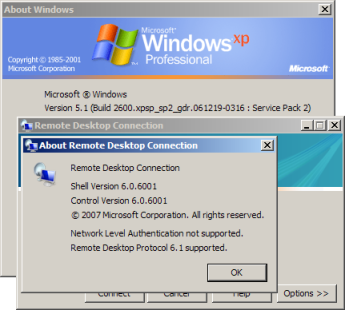 About Windows
Microsoft®
Windows xp
Professional
Copyright © 1985-2001
Microsoft Corporation
Microsoft
Microsoft ® Windows
Version 5.1 (Build 2600.xpsp_sp2_gdr.061219-0316 : Service Pack 2)
Remote Desktop Connection
About Remote Desktop Connection
Remote Desktop Connection
Shell Version 6.0.6001
Control Version 6.0.6001
© 2007 Microsoft Corporation. All rights reserved.
Network Level Authentication not supported.
Remote Desktop Protocol 6.1 supported.
OK
Connect Cancel Help Options >>